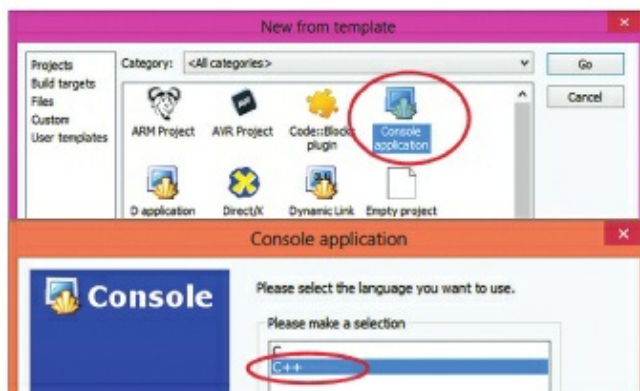 New from template
Projects
Build targets
Files
Custom
User templates
Category: <All categories>
Go
Cancel
ARM Project
AVR Project
Code::Blocks plugin
Console application
D application
Direct/X
Dynamic Link
Empty project
Console application
Console
Please select the language you want to use.
Please make a selection
C
C++